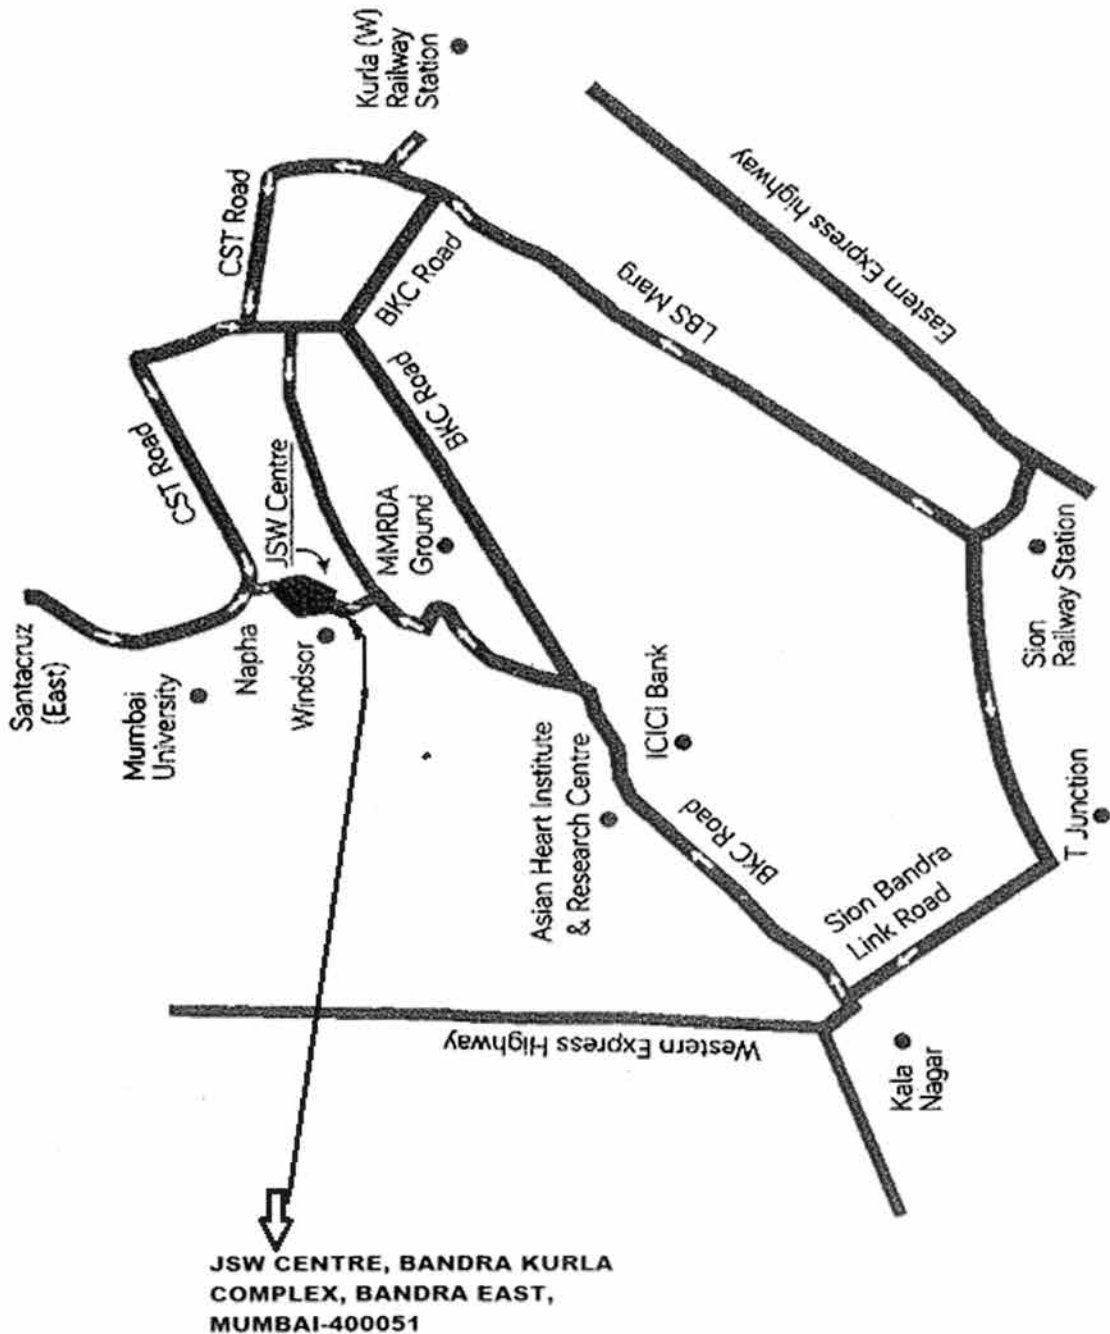 Santacruz
(East)
Mumbai
University
Napha
Windsor
JSW Centre
CST Road
CST Road
MMRDA
Ground
BKC Road
BKC Road
Kurla (W)
Railway
Station
LBS Marg
Eastern Express highway
Asian Heart Institute
& Research Centre
ICICI Bank
BKC Road
Sion Bandra
Link Road
Sion
Railway Station
T Junction
Kala
Nagar
Western Express Highway
JSW CENTRE, BANDRA KURLA
COMPLEX, BANDRA EAST,
MUMBAI-400051